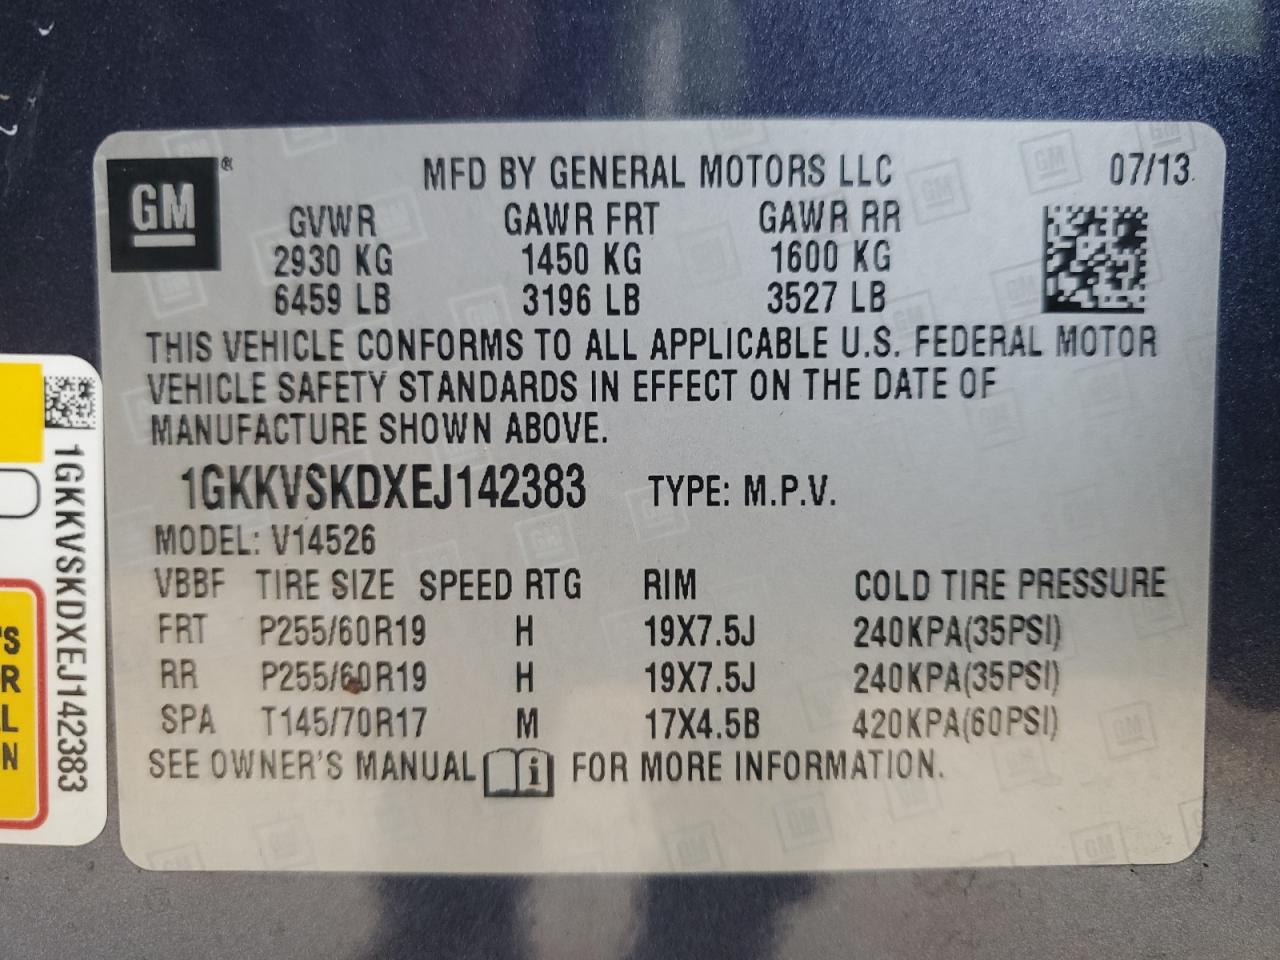 GM ®
MFD BY GENERAL MOTORS LLC 07/13
GVWR GAWR FRT GAWR RR
2930 KG 1450 KG 1600 KG
6459 LB 3196 LB 3527 LB
THIS VEHICLE CONFORMS TO ALL APPLICABLE U.S. FEDERAL MOTOR
VEHICLE SAFETY STANDARDS IN EFFECT ON THE DATE OF
MANUFACTURE SHOWN ABOVE.
1GKKVSKDXEJ142383 TYPE: M.P.V.
MODEL: V14526
VBBF TIRE SIZE SPEED RTG RIM COLD TIRE PRESSURE
FRT P255/60R19 H 19X7.5J 240KPA(35PSI)
RR P255/60R19 H 19X7.5J 240KPA(35PSI)
SPA T145/70R17 M 17X4.5B 420KPA(60PSI)
SEE OWNER'S MANUAL i FOR MORE INFORMATION.
1GKKVSKDXEJ142383